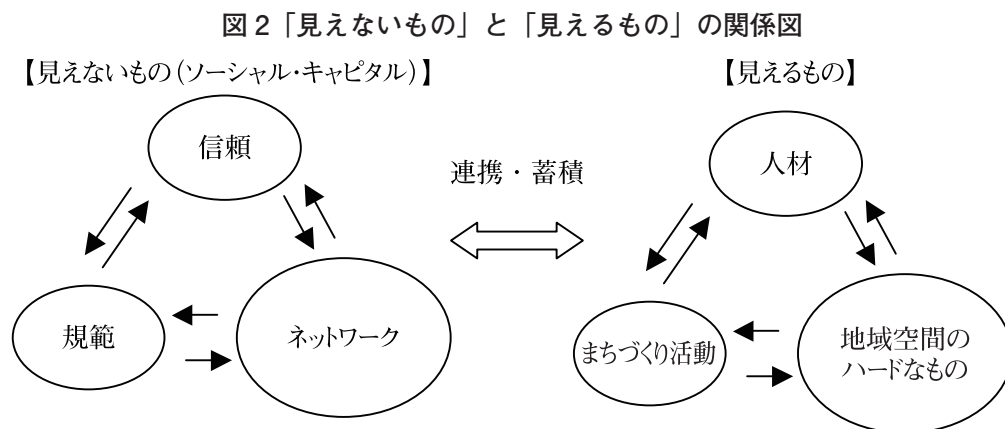 図2「見えないもの」と「見えるもの」の関係図
【見えないもの(ソーシャル・キャピタル)】
【見えるもの】
信頼
規範
ネットワーク
連携・蓄積
人材
まちづくり活動
地域空間の
ハードなもの